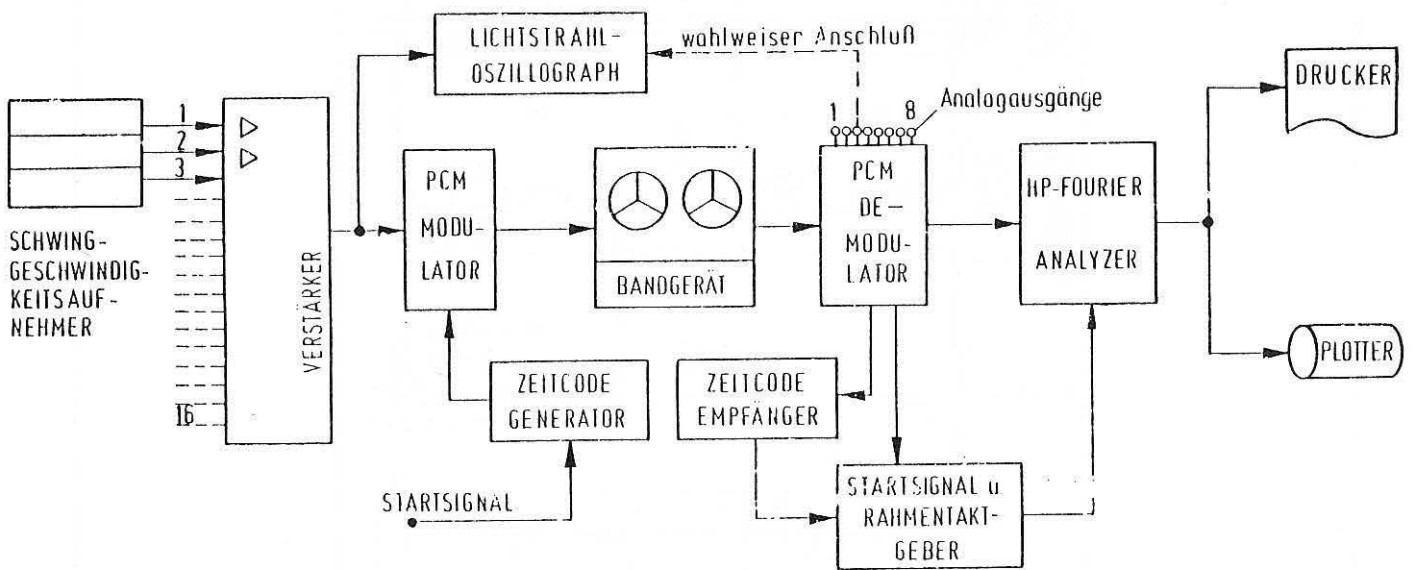 LICHTSTRAHL-
OSZILLOGRAPH
wahlweiser Anschluß
1
8
Analogausgänge
DRUCKER
1
2
3
16
SCHWING-
GESCHWINDIG-
KEITSAUF-
NEHMER
VERSTÄRKER
PCM
MODU-
LATOR
BANDGERÄT
PCM
DE-
MODU-
LATOR
HP-FOURIER
ANALYZER
PLOTTER
ZEITCODE
GENERATOR
ZEITCODE
EMPFÄNGER
STARTSIGNAL
STARTSIGNAL u
RAHMENTAKT-
GEBER